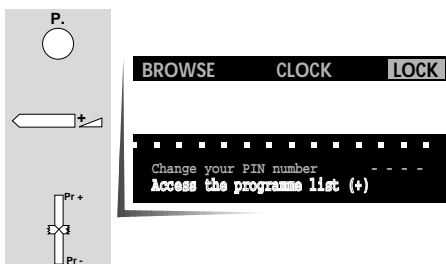 P.
BROWSE CLOCK LOCK
+
Change your PIN number - - - -
Access the programme list (+)
Pr +
Pr -